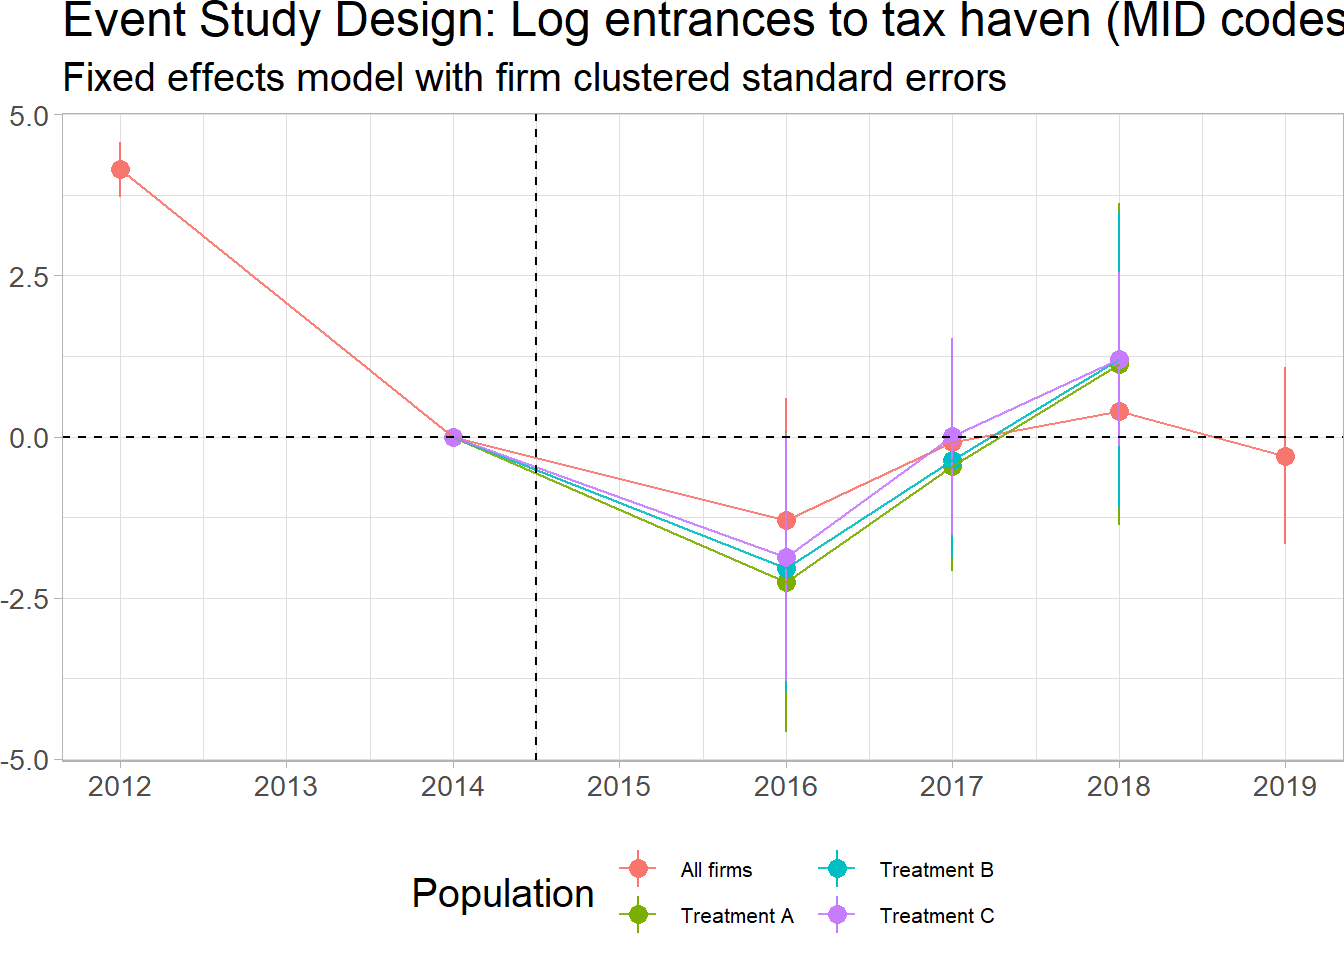 Event Study Design: Log entrances to tax haven (MID codes
Fixed effects model with firm clustered standard errors
5.0
2.5
0.0
-2.5
-5.0
2012 2013 2014 2015 2016 2017 2018 2019
Population
All firms
Treatment A
Treatment B
Treatment C